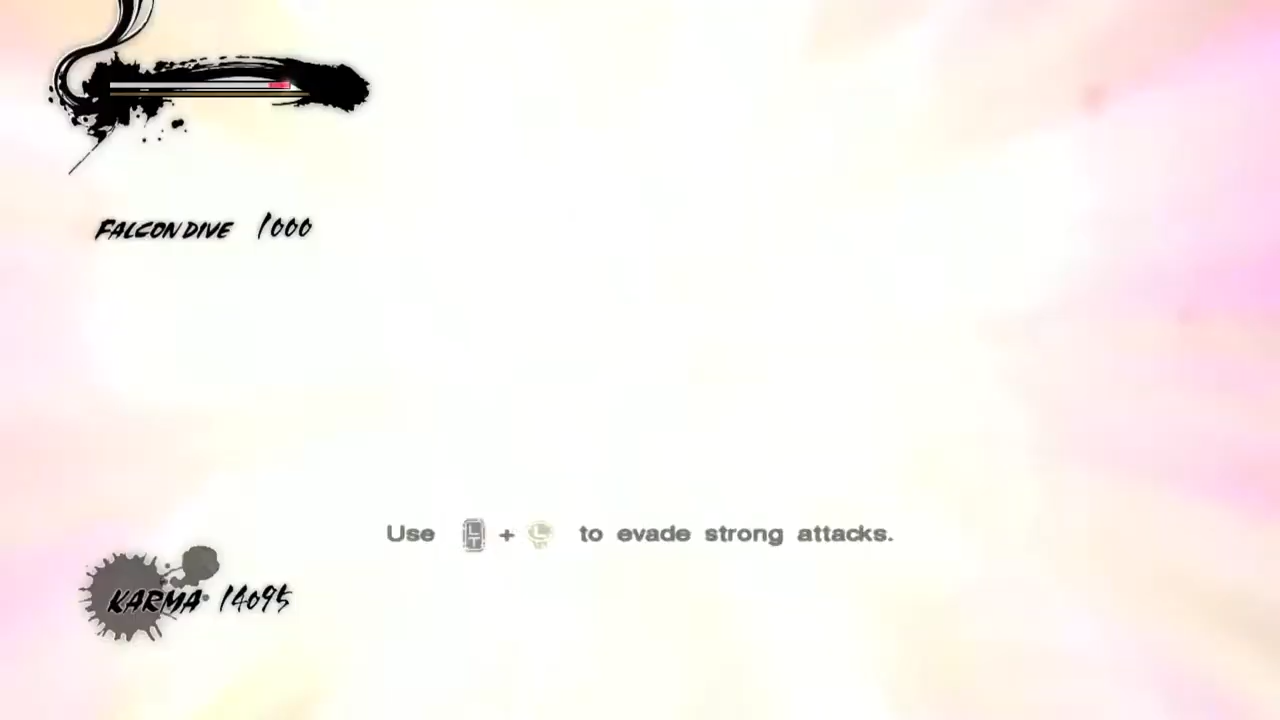 FALCON DIVE 1000
Use LT + L to evade strong attacks.
KARMA 14095